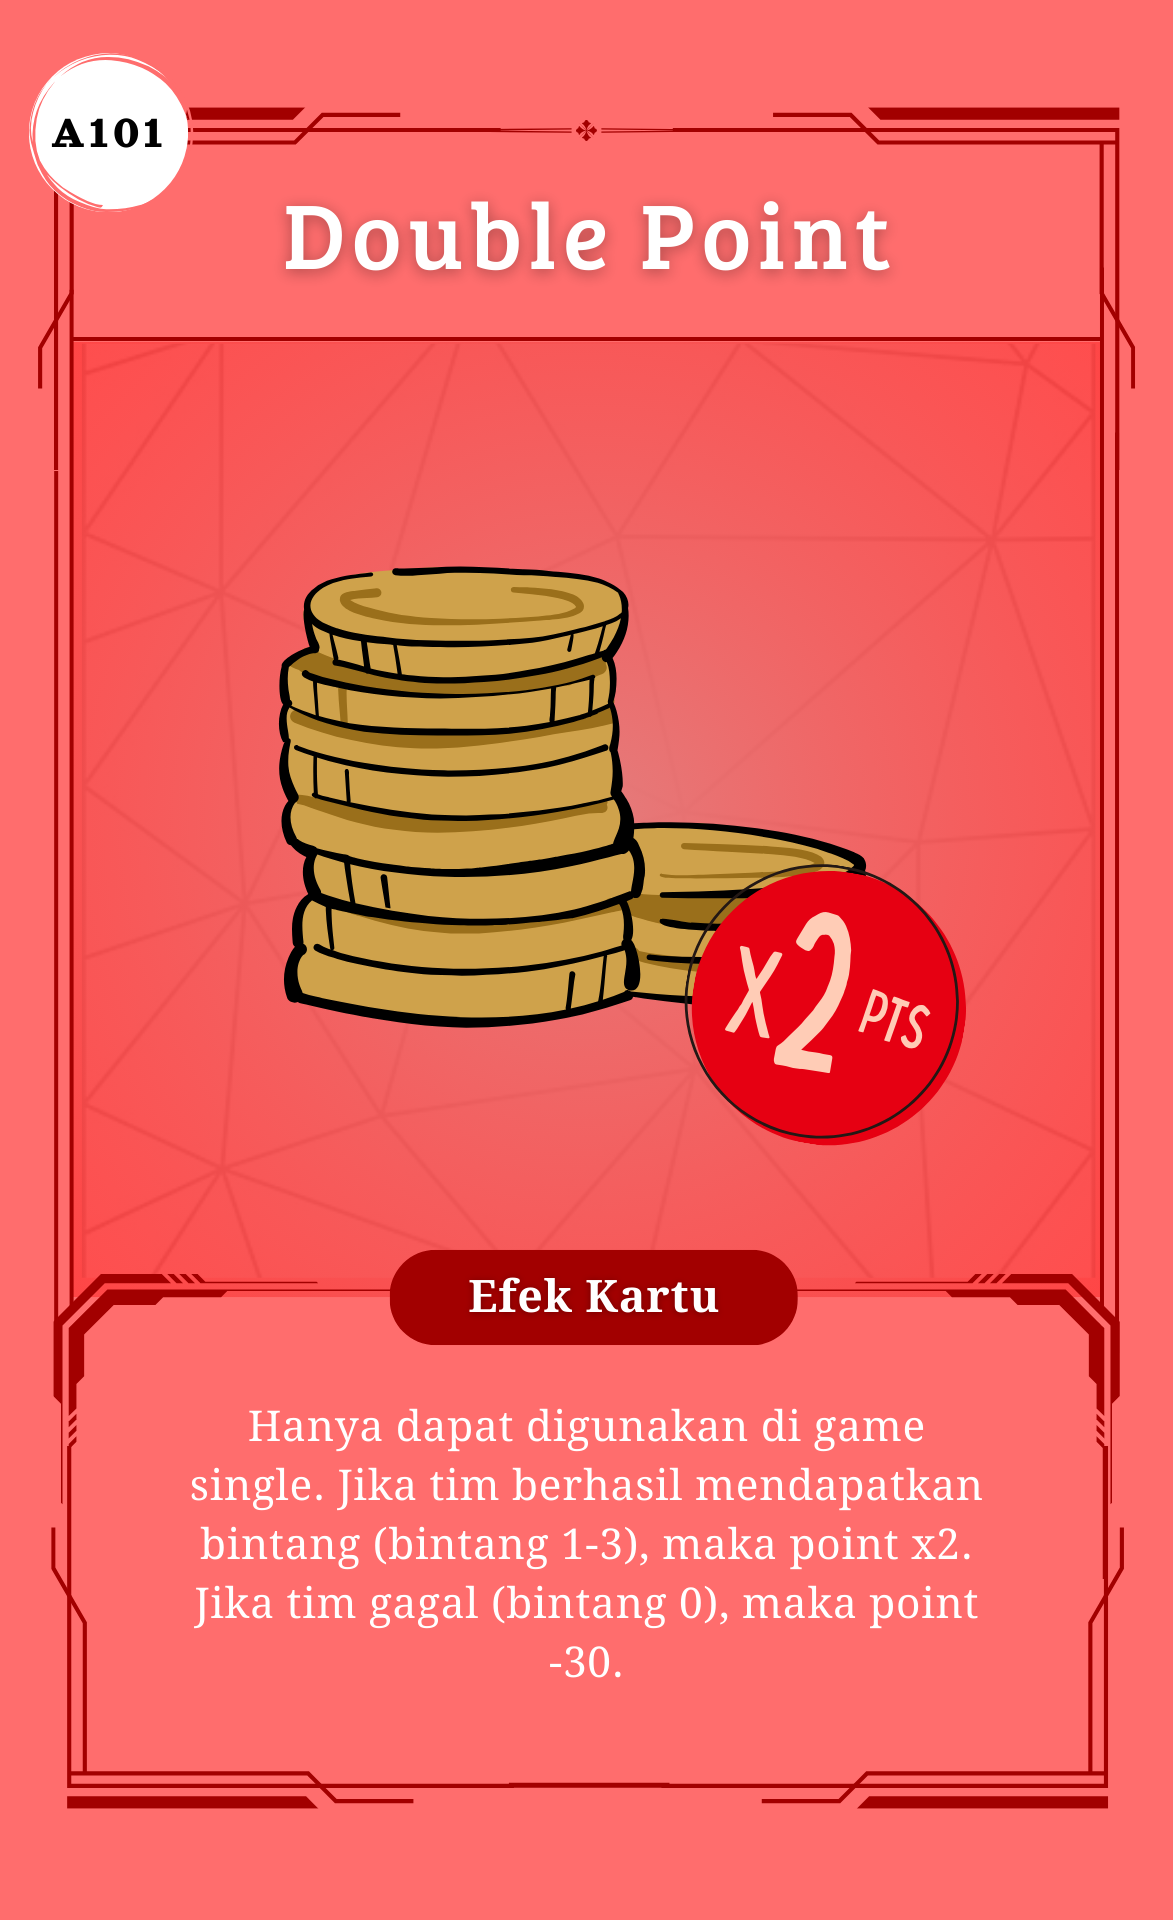 A101
Double Point
x2 PTS
Efek Kartu
Hanya dapat digunakan di game
single. Jika tim berhasil mendapatkan
bintang (bintang 1-3), maka point x2.
Jika tim gagal (bintang 0), maka point
-30.